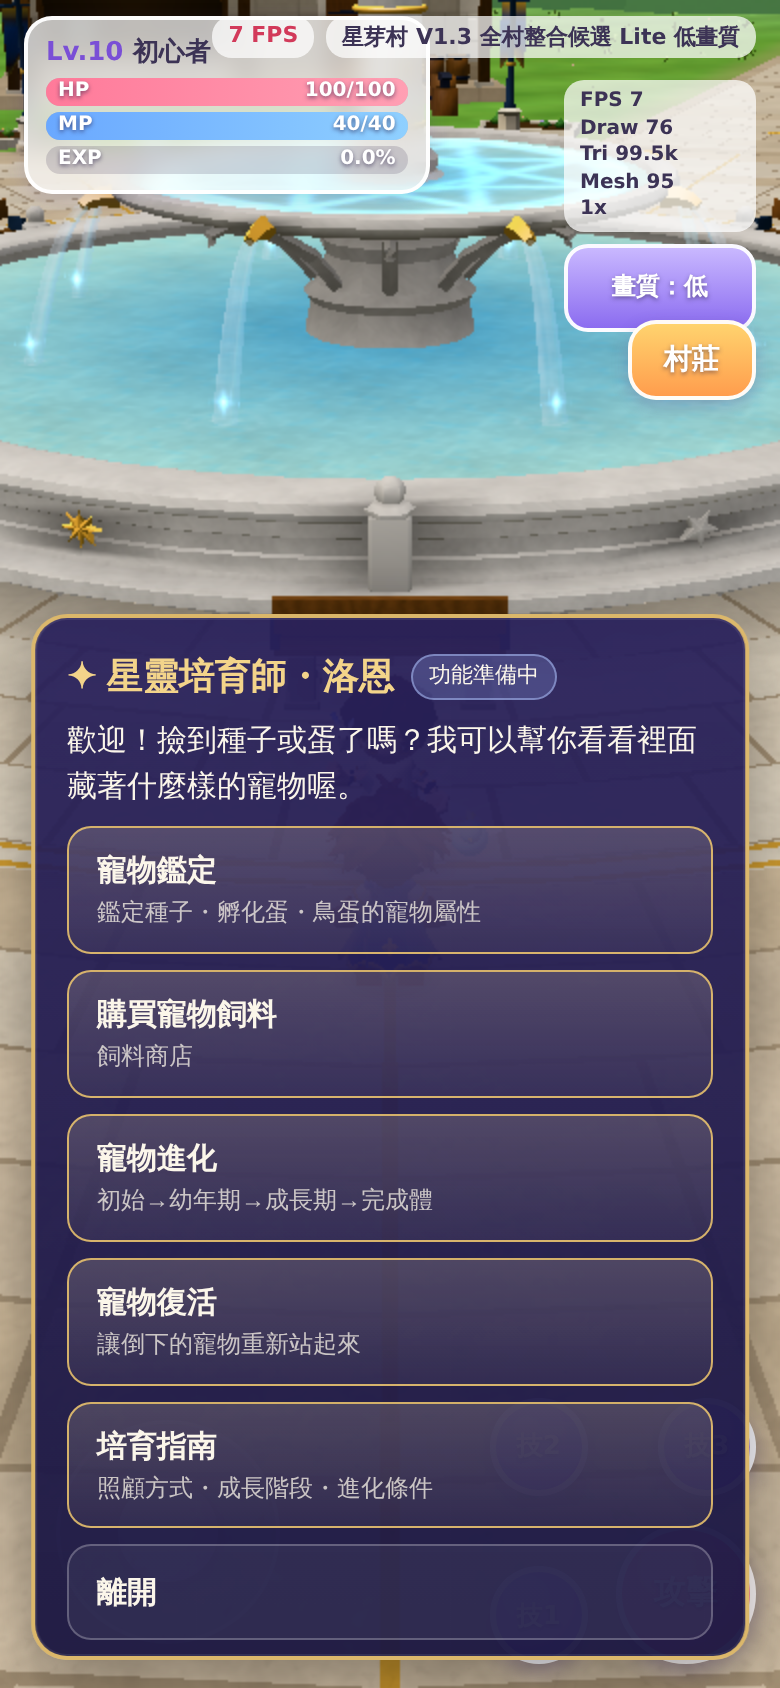 Lv.10 初心者
7 FPS
星芽村 V1.3 全村整合候選 Lite 低畫質
HP 100/100
MP 40/40
EXP 0.0%
FPS 7
Draw 76
Tri 99.5k
Mesh 95
1x
畫質：低
村莊
✦ 星靈培育師・洛恩 功能準備中
歡迎！撿到種子或蛋了嗎？我可以幫你看看裡面
藏著什麼樣的寵物喔。
寵物鑑定
鑑定種子・孵化蛋・鳥蛋的寵物屬性
購買寵物飼料
飼料商店
寵物進化
初始→幼年期→成長期→完成體
寵物復活
讓倒下的寵物重新站起來
技2
技3
培育指南
照顧方式・成長階段・進化條件
離開
攻擊
技1